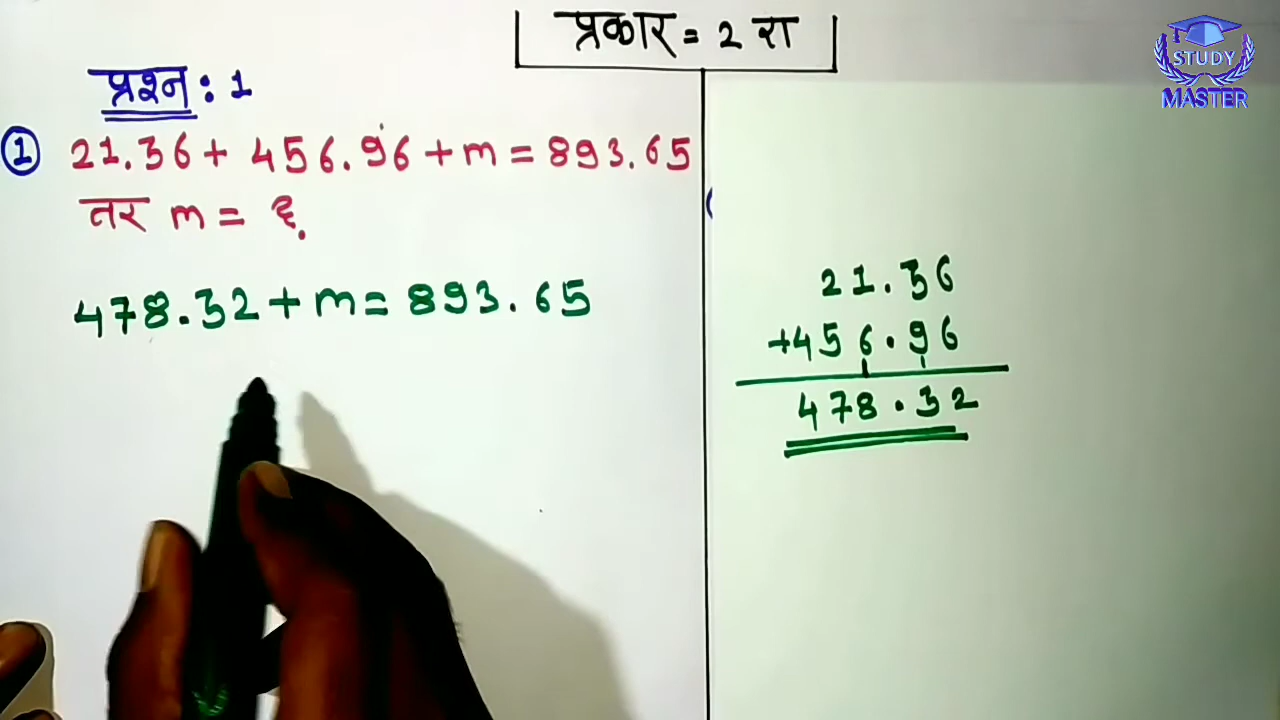 प्रकार = 2 रा
STUDY
MASTER
प्रश्न : 1
① 21.36 + 456.96 + m = 893.65
तर m = ?
478.32 + m = 893.65
21.36
+456.96
478.32